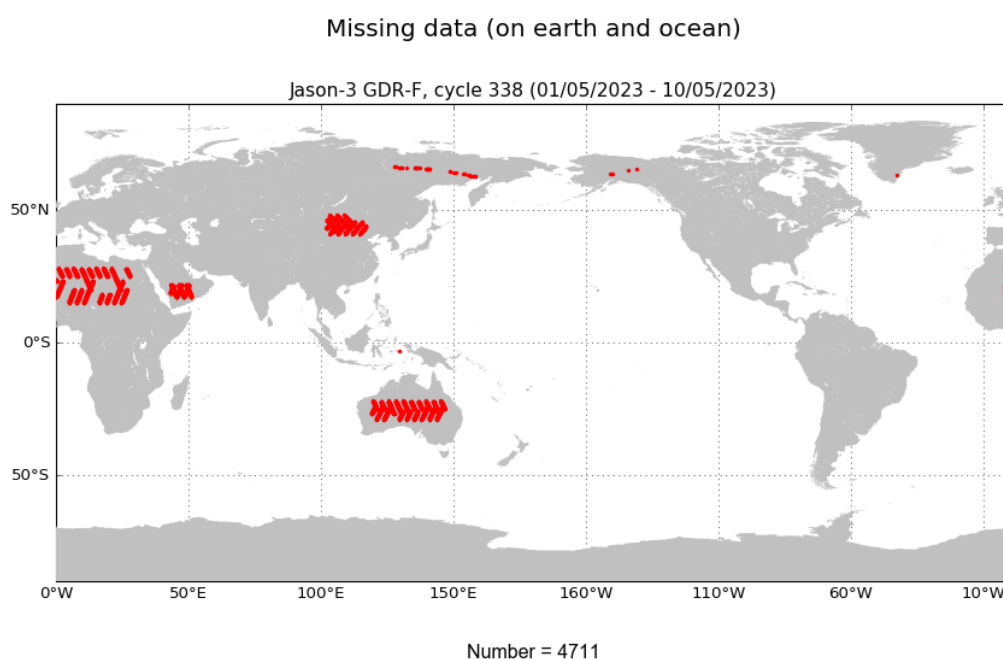 Missing data (on earth and ocean)
Jason-3 GDR-F, cycle 338 (01/05/2023 - 10/05/2023)
50°N
0°S
50°S
0°W 50°E 100°E 150°E 160°W 110°W 60°W 10°W
Number = 4711